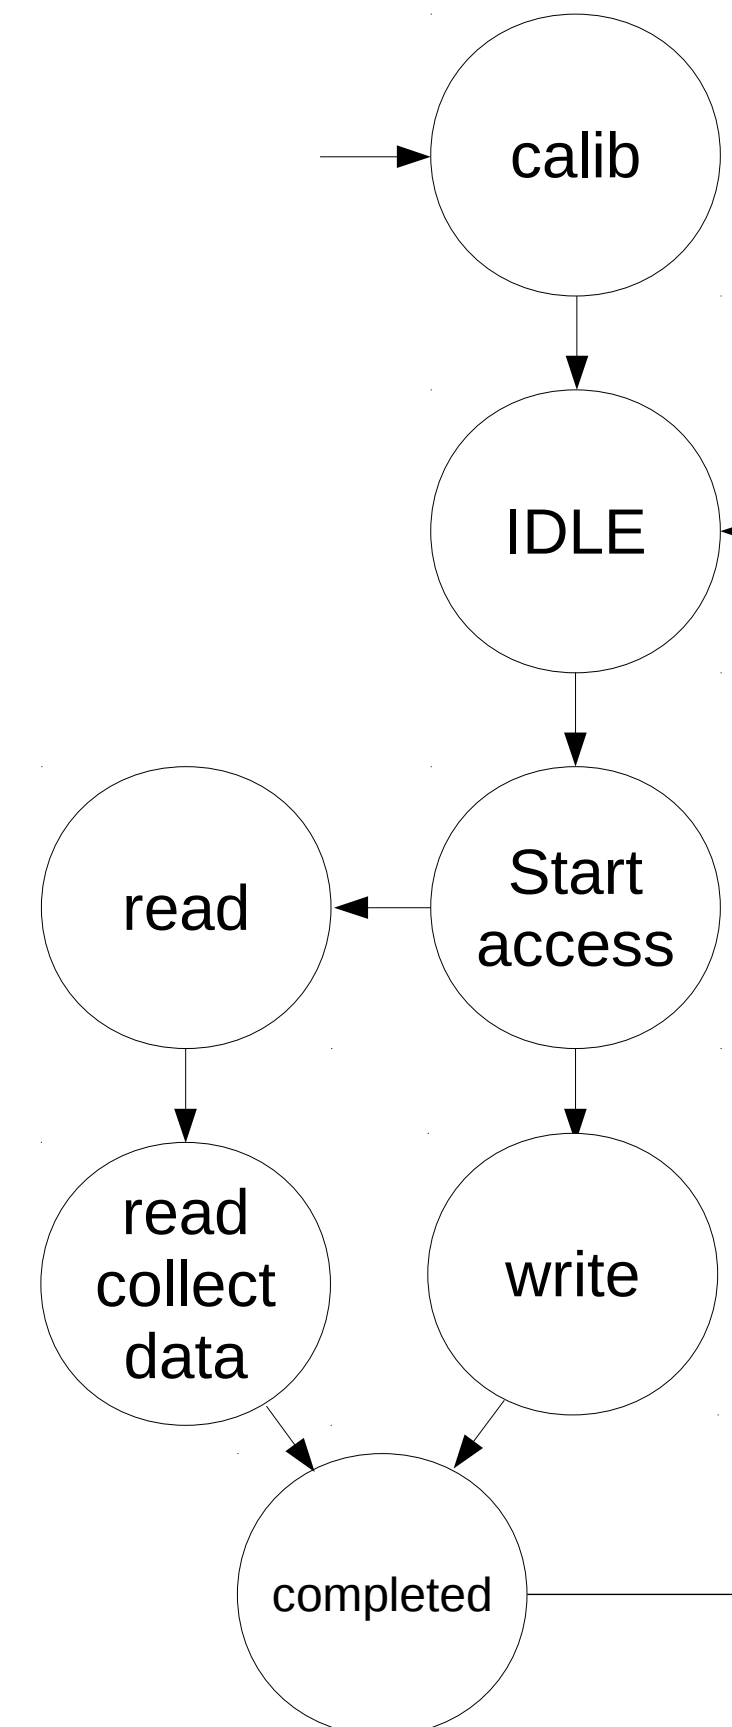 calib
IDLE
read
Start
access
read
collect
data
write
completed